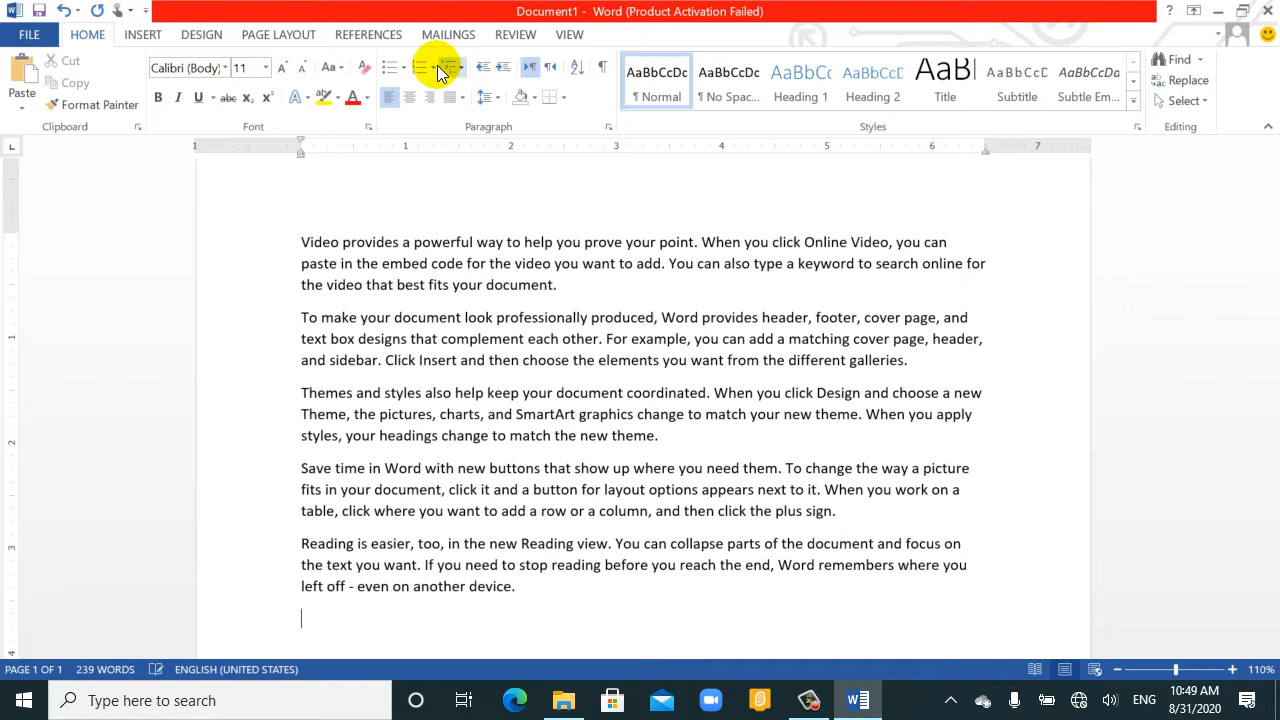 Document1 - Word (Product Activation Failed)
FILE HOME INSERT DESIGN PAGE LAYOUT REFERENCES MAILINGS REVIEW VIEW
Cut
Copy
Format Painter
Paste
Clipboard
Calibri (Body) 11
Font
Paragraph
AaBbCcDc AaBbCcDc AaBbC AaBbCcC AaB AaBbCcC AaBbCcDc
¶ Normal ¶ No Spac... Heading 1 Heading 2 Title Subtitle Subtle Em...
Styles
Find
Replace
Select
Editing
1 1 2 3 4 5 6 7
Video provides a powerful way to help you prove your point. When you click Online Video, you can
paste in the embed code for the video you want to add. You can also type a keyword to search online for
the video that best fits your document.
To make your document look professionally produced, Word provides header, footer, cover page, and
text box designs that complement each other. For example, you can add a matching cover page, header,
and sidebar. Click Insert and then choose the elements you want from the different galleries.
Themes and styles also help keep your document coordinated. When you click Design and choose a new
Theme, the pictures, charts, and SmartArt graphics change to match your new theme. When you apply
styles, your headings change to match the new theme.
Save time in Word with new buttons that show up where you need them. To change the way a picture
fits in your document, click it and a button for layout options appears next to it. When you work on a
table, click where you want to add a row or a column, and then click the plus sign.
Reading is easier, too, in the new Reading view. You can collapse parts of the document and focus on
the text you want. If you need to stop reading before you reach the end, Word remembers where you
left off - even on another device.
PAGE 1 OF 1 239 WORDS ENGLISH (UNITED STATES) 110%
Type here to search
ENG
10:49 AM
8/31/2020